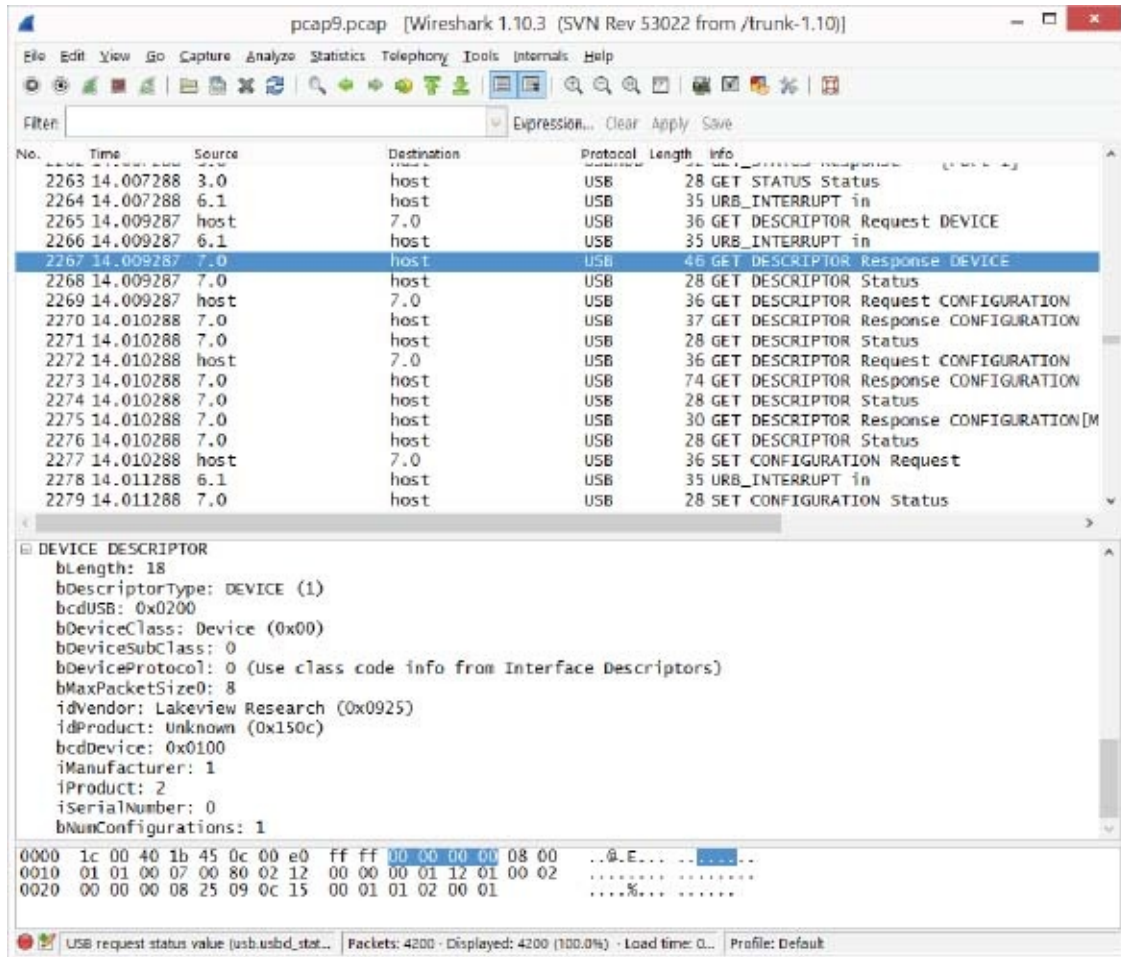 pcap9.pcap [Wireshark 1.10.3 (SVN Rev 53022 from /trunk-1.10)]
File Edit View Go Capture Analyze Statistics Telephony Tools Internals Help
Filter: Expression... Clear Apply Save
No. Time Source Destination Protocol Length Info
2263 14.007288 3.0 host USB 28 GET STATUS Status
2264 14.007288 6.1 host USB 35 URB_INTERRUPT in
2265 14.009287 host 7.0 USB 36 GET DESCRIPTOR Request DEVICE
2266 14.009287 6.1 host USB 35 URB_INTERRUPT in
2267 14.009287 7.0 host USB 46 GET DESCRIPTOR Response DEVICE
2268 14.009287 7.0 host USB 28 GET DESCRIPTOR Status
2269 14.009287 host 7.0 USB 36 GET DESCRIPTOR Request CONFIGURATION
2270 14.010288 7.0 host USB 37 GET DESCRIPTOR Response CONFIGURATION
2271 14.010288 7.0 host USB 28 GET DESCRIPTOR Status
2272 14.010288 host 7.0 USB 36 GET DESCRIPTOR Request CONFIGURATION
2273 14.010288 7.0 host USB 74 GET DESCRIPTOR Response CONFIGURATION
2274 14.010288 7.0 host USB 28 GET DESCRIPTOR Status
2275 14.010288 7.0 host USB 30 GET DESCRIPTOR Response CONFIGURATION[M
2276 14.010288 7.0 host USB 28 GET DESCRIPTOR Status
2277 14.010288 host 7.0 USB 36 SET CONFIGURATION Request
2278 14.011288 6.1 host USB 35 URB_INTERRUPT in
2279 14.011288 7.0 host USB 28 SET CONFIGURATION Status
DEVICE DESCRIPTOR
bLength: 18
bDescriptorType: DEVICE (1)
bcdUSB: 0x0200
bDeviceClass: Device (0x00)
bDeviceSubClass: 0
bDeviceProtocol: 0 (Use class code info from Interface Descriptors)
bMaxPacketSize0: 8
idVendor: Lakeview Research (0x0925)
idProduct: Unknown (0x150c)
bcdDevice: 0x0100
iManufacturer: 1
iProduct: 2
iSerialNumber: 0
bNumConfigurations: 1
0000 1c 00 40 1b 45 0c 00 e0 ff ff 00 00 00 00 08 00 ..@.E... ........
0010 01 01 00 07 00 80 02 12 00 00 00 01 12 01 00 02 ........ ........
0020 00 00 00 08 25 09 0c 15 00 01 01 02 00 01 ....%... ......
USB request status value (usb.usbd_stat... Packets: 4200 · Displayed: 4200 (100.0%) · Load time: 0... Profile: Default